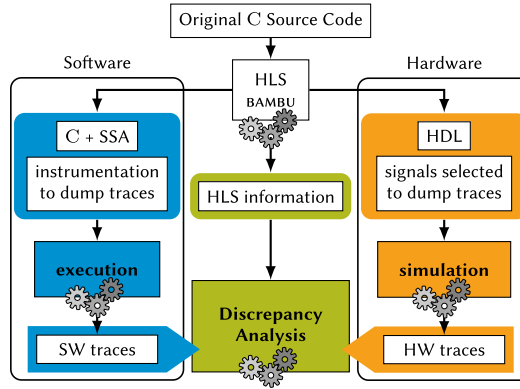 Original C Source Code
Software
Hardware
HLS
BAMBU
C + SSA
instrumentation
to dump traces
HDL
signals selected
to dump traces
HLS information
execution
simulation
Discrepancy
Analysis
SW traces
HW traces